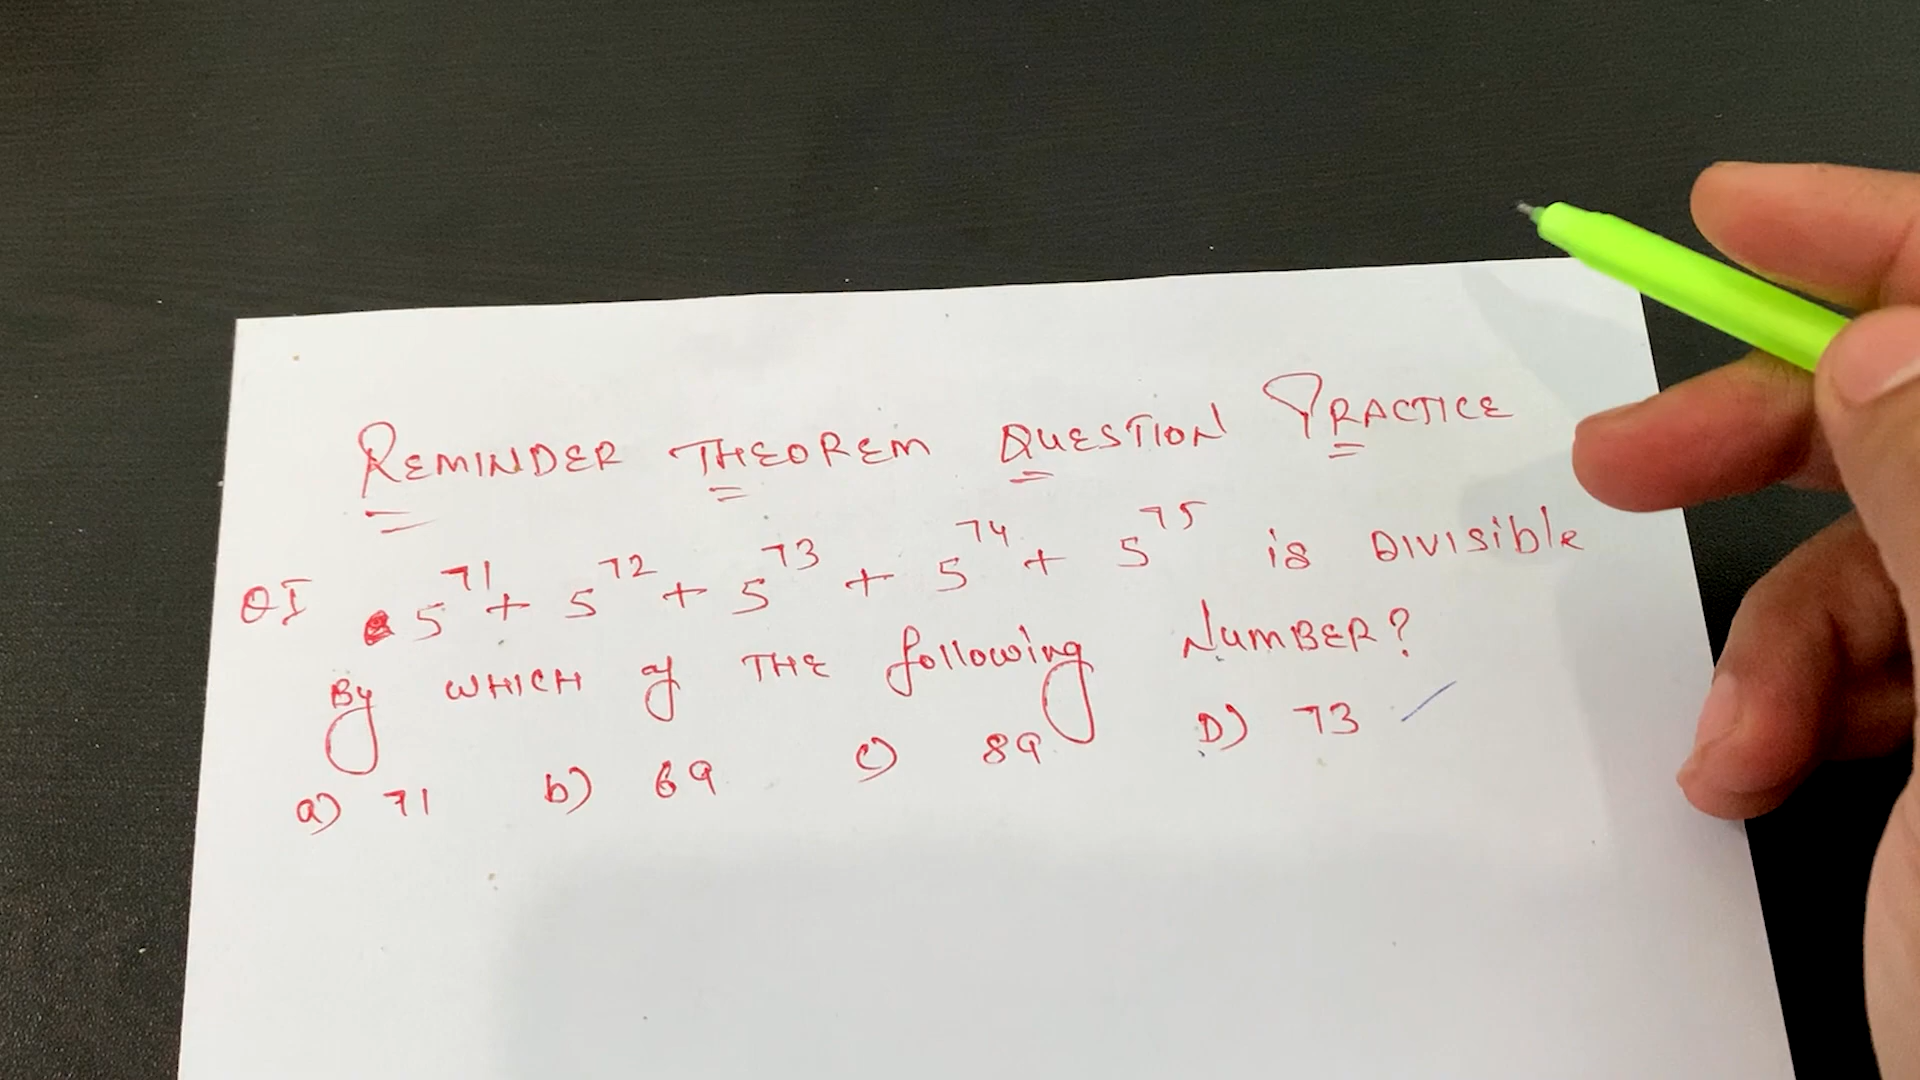 REMINDER THEOREM QUESTION PRACTICE
Q1 5^71 + 5^72 + 5^73 + 5^74 + 5^75 is DIVISIBLE
By WHICH of THE following NUMBER?
a) 71 b) 69 c) 89 D) 73